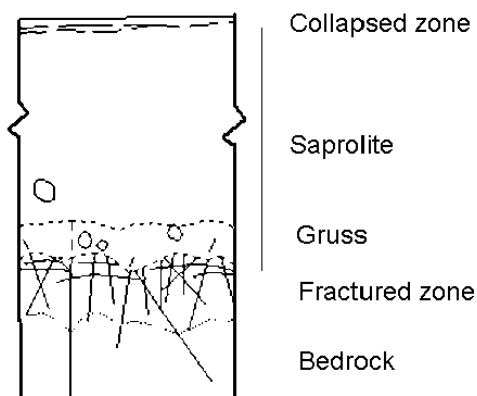 Collapsed zone
Saprolite
Gruss
Fractured zone
Bedrock